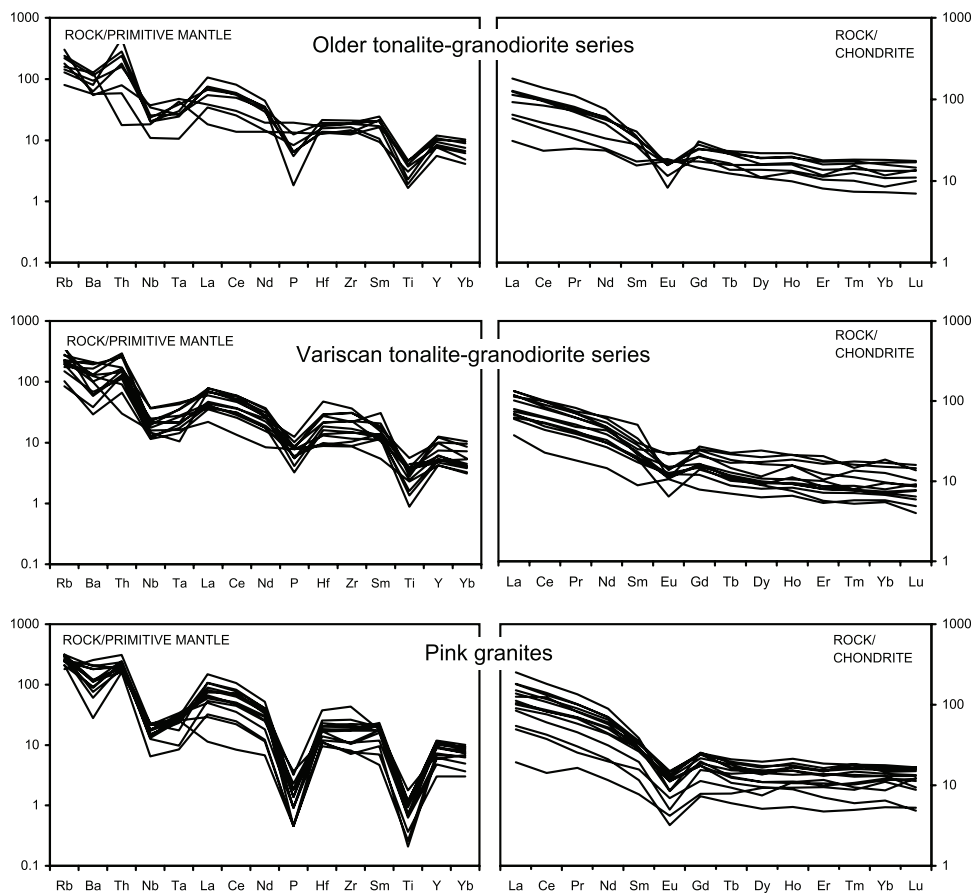 Older tonalite-granodiorite series
1000
100
10
1
0.1
ROCK/PRIMITIVE MANTLE
Rb Ba Th Nb Ta La Ce Nd P Hf Zr Sm Ti Y Yb
ROCK/
CHONDRITE
1000
100
10
1
La Ce Pr Nd Sm Eu Gd Tb Dy Ho Er Tm Yb Lu
Variscan tonalite-granodiorite series
1000
100
10
1
0.1
ROCK/PRIMITIVE MANTLE
Rb Ba Th Nb Ta La Ce Nd P Hf Zr Sm Ti Y Yb
ROCK/
CHONDRITE
1000
100
10
1
La Ce Pr Nd Sm Eu Gd Tb Dy Ho Er Tm Yb Lu
Pink granites
1000
100
10
1
0.1
ROCK/PRIMITIVE MANTLE
Rb Ba Th Nb Ta La Ce Nd P Hf Zr Sm Ti Y Yb
ROCK/
CHONDRITE
1000
100
10
1
La Ce Pr Nd Sm Eu Gd Tb Dy Ho Er Tm Yb Lu